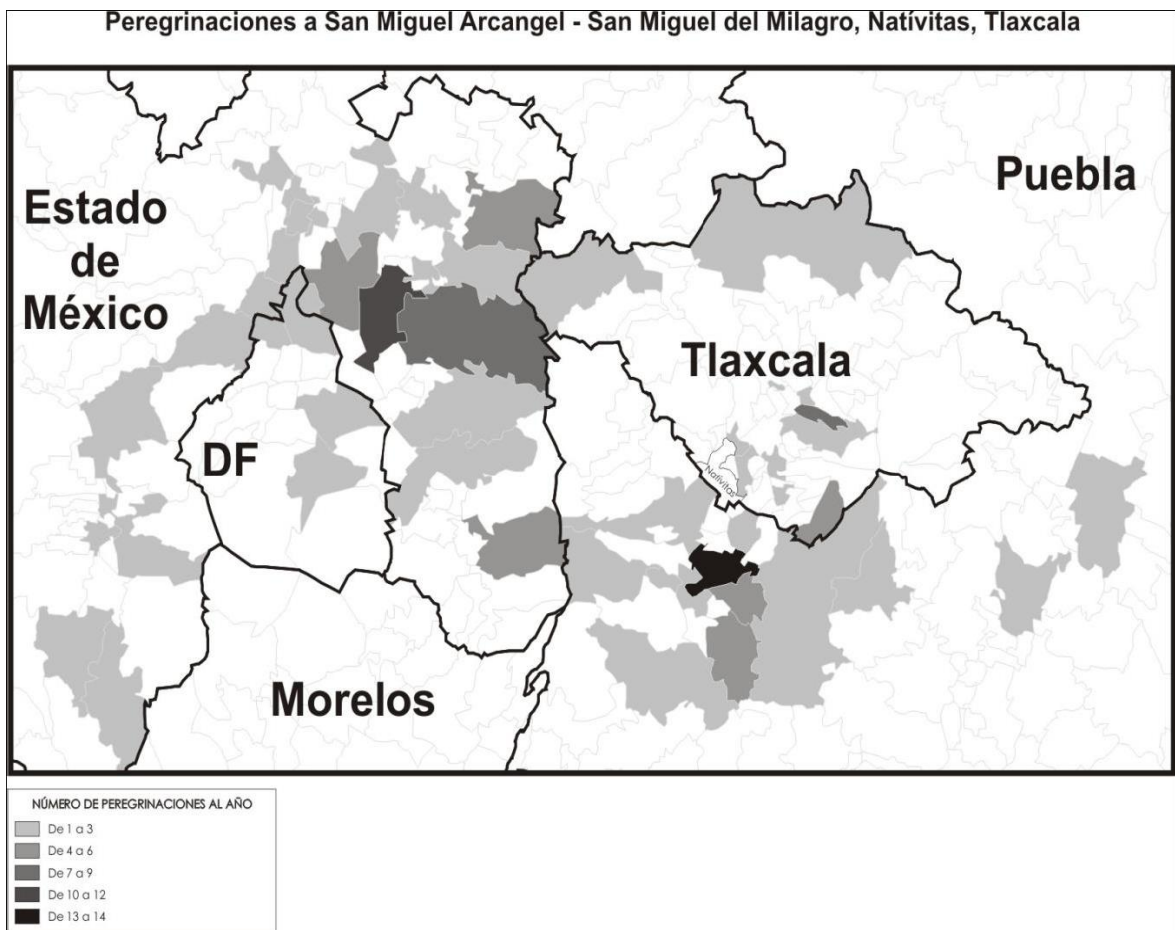 Peregrinaciones a San Miguel Arcangel - San Miguel del Milagro, Natívitas, Tlaxcala
Estado
de
México
Puebla
Tlaxcala
DF
Natívitas
Morelos
NÚMERO DE PEREGRINACIONES AL AÑO
De 1 a 3
De 4 a 6
De 7 a 9
De 10 a 12
De 13 a 14